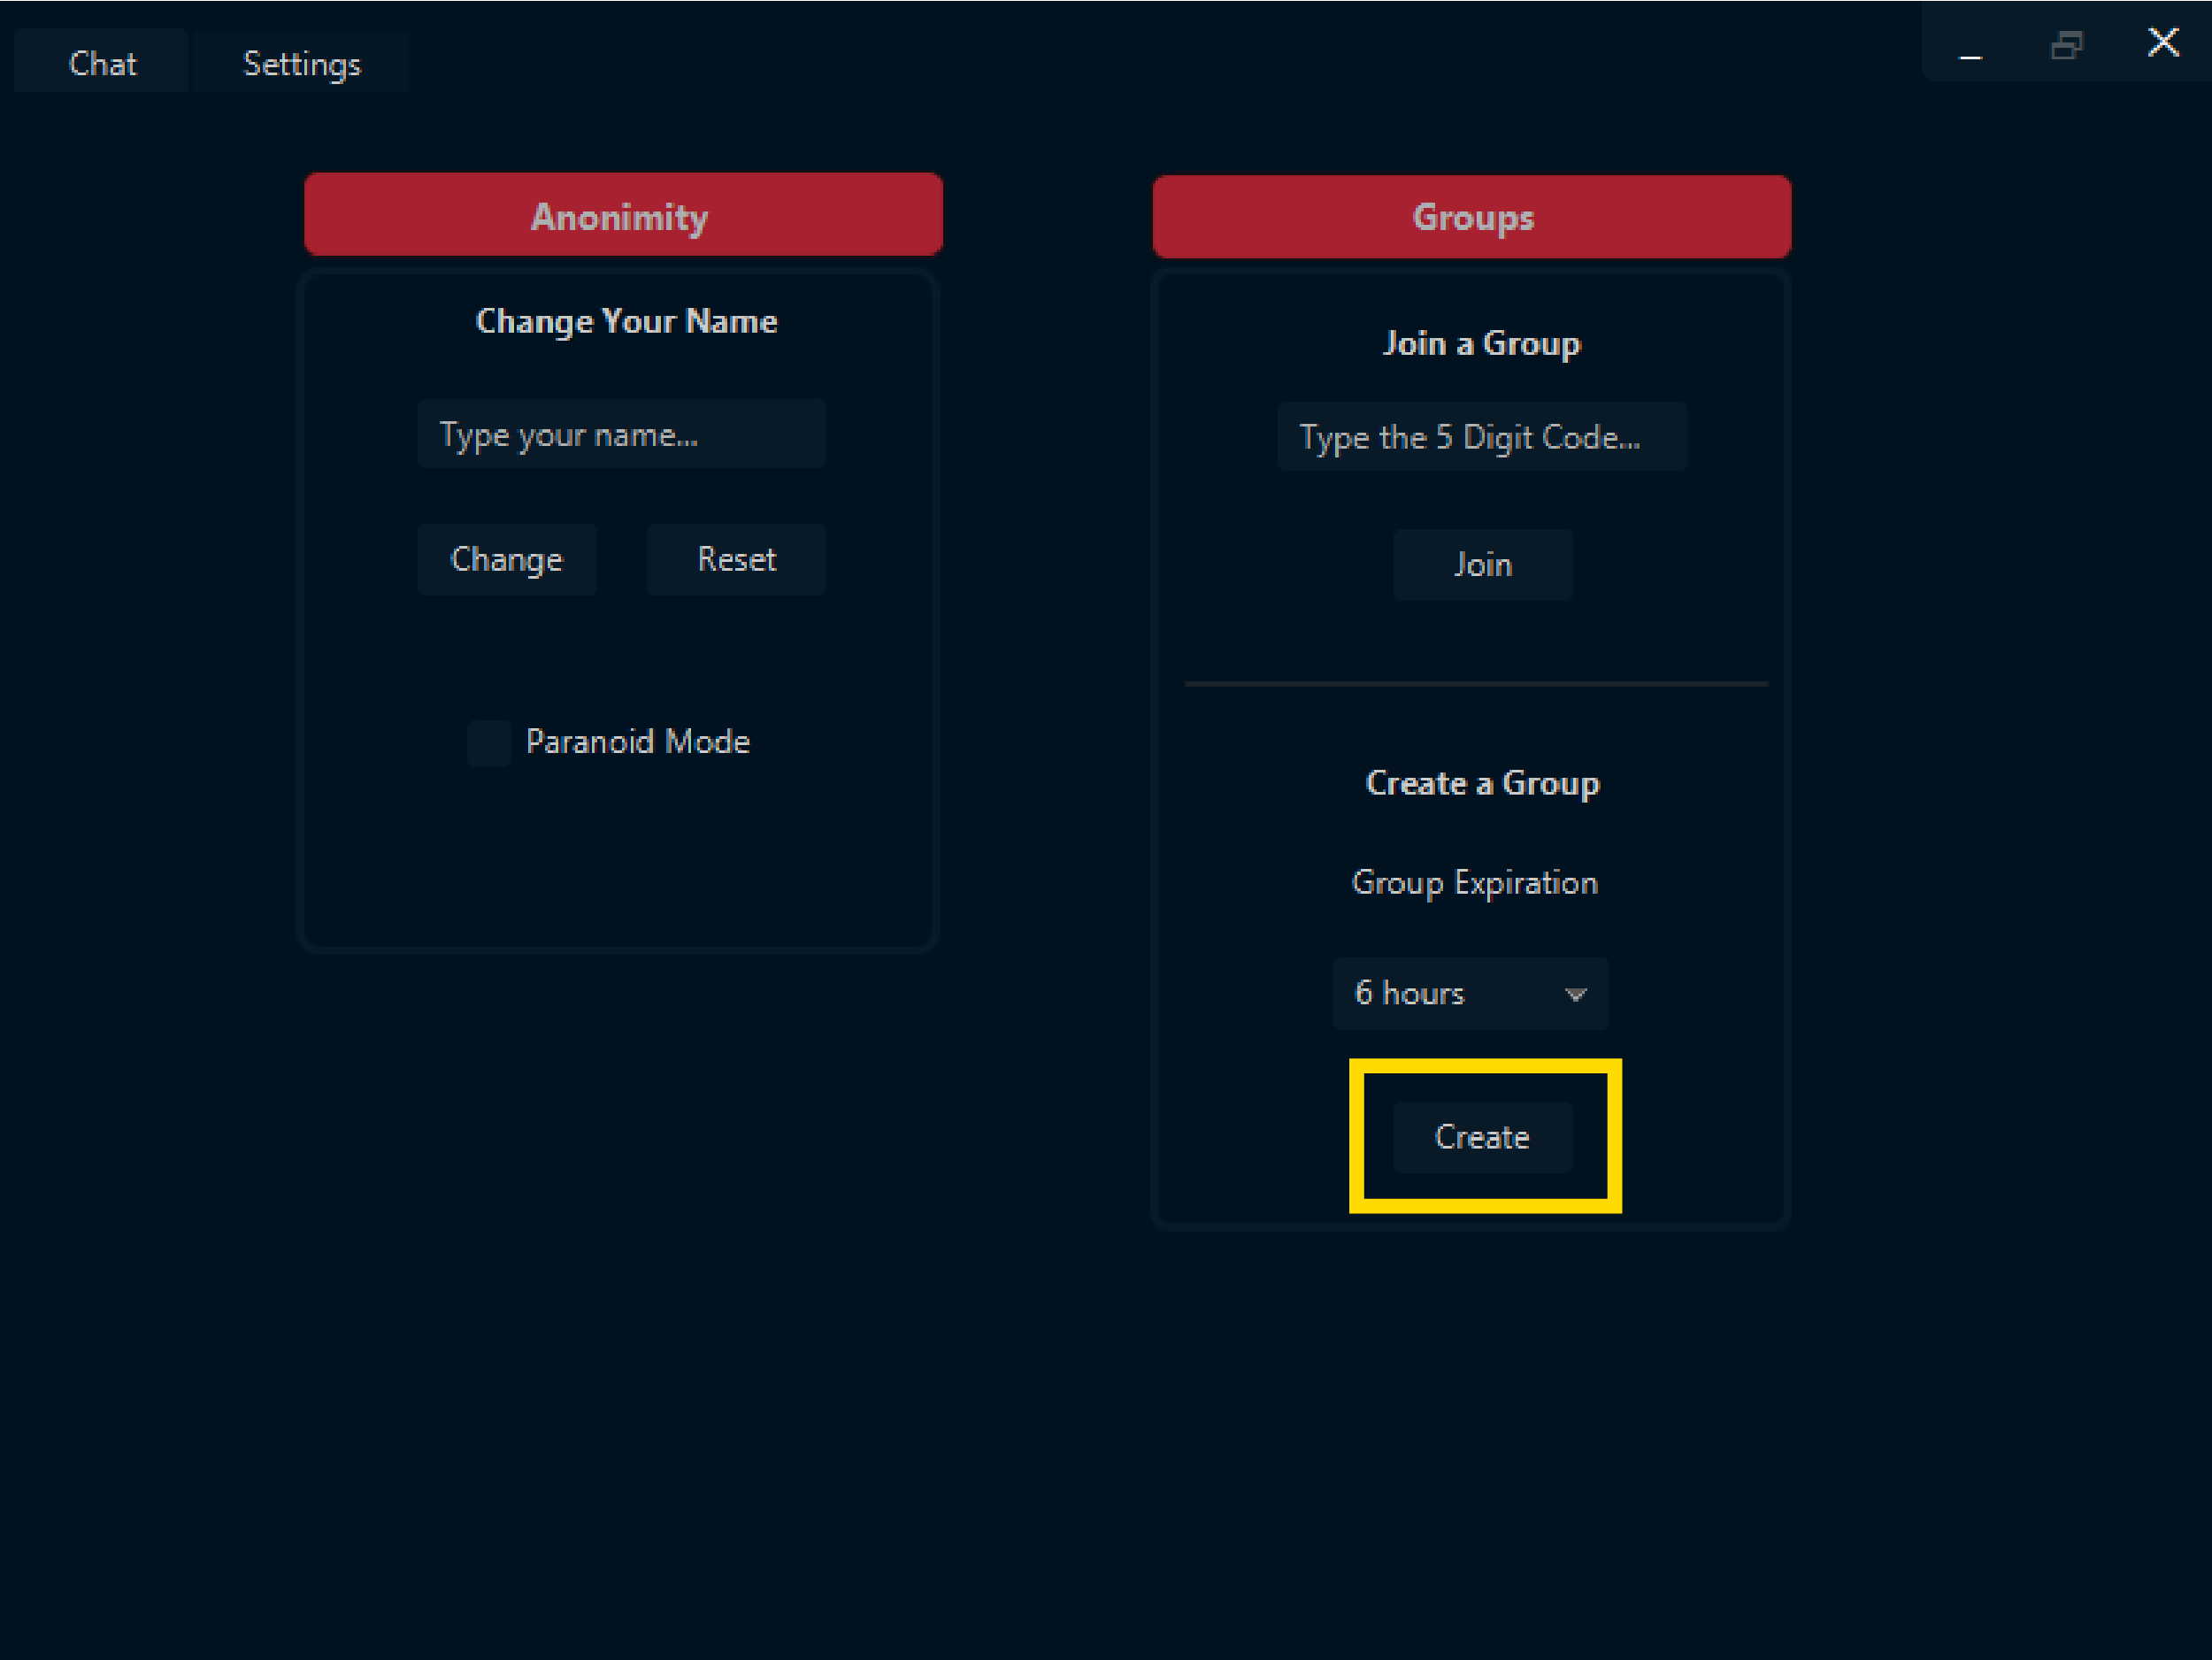 Chat
Settings
Anonimity
Change Your Name
Type your name...
Change
Reset
Paranoid Mode
Groups
Join a Group
Type the 5 Digit Code...
Join
Create a Group
Group Expiration
6 hours
Create